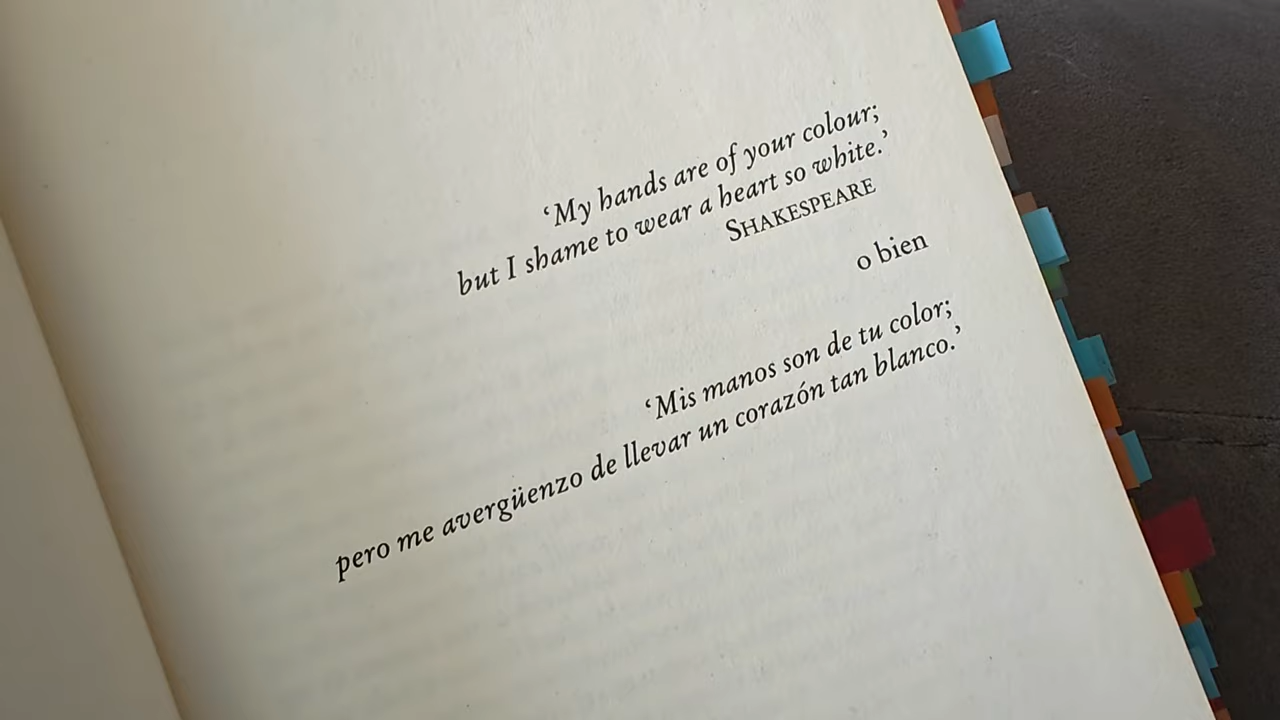 ‘My hands are of your colour;
but I shame to wear a heart so white.’
SHAKESPEARE
o bien
‘Mis manos son de tu color;
pero me avergüenzo de llevar un corazón tan blanco.’